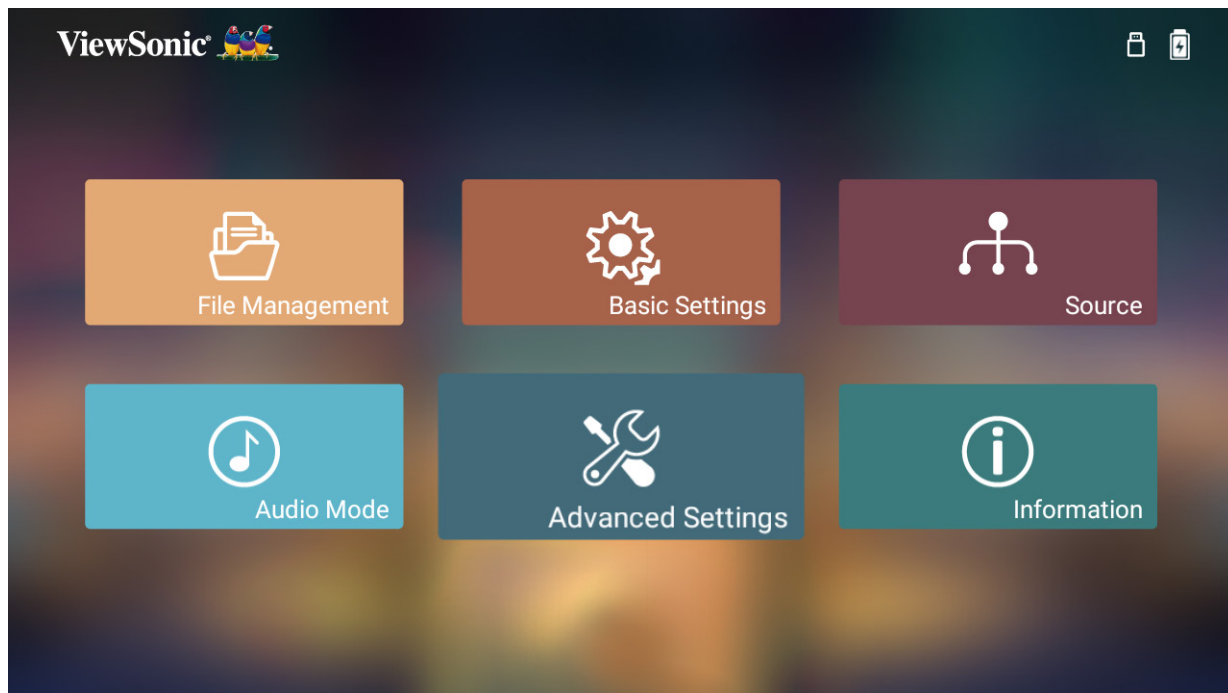 ViewSonic®
File Management
Basic Settings
Source
Audio Mode
Advanced Settings
Information